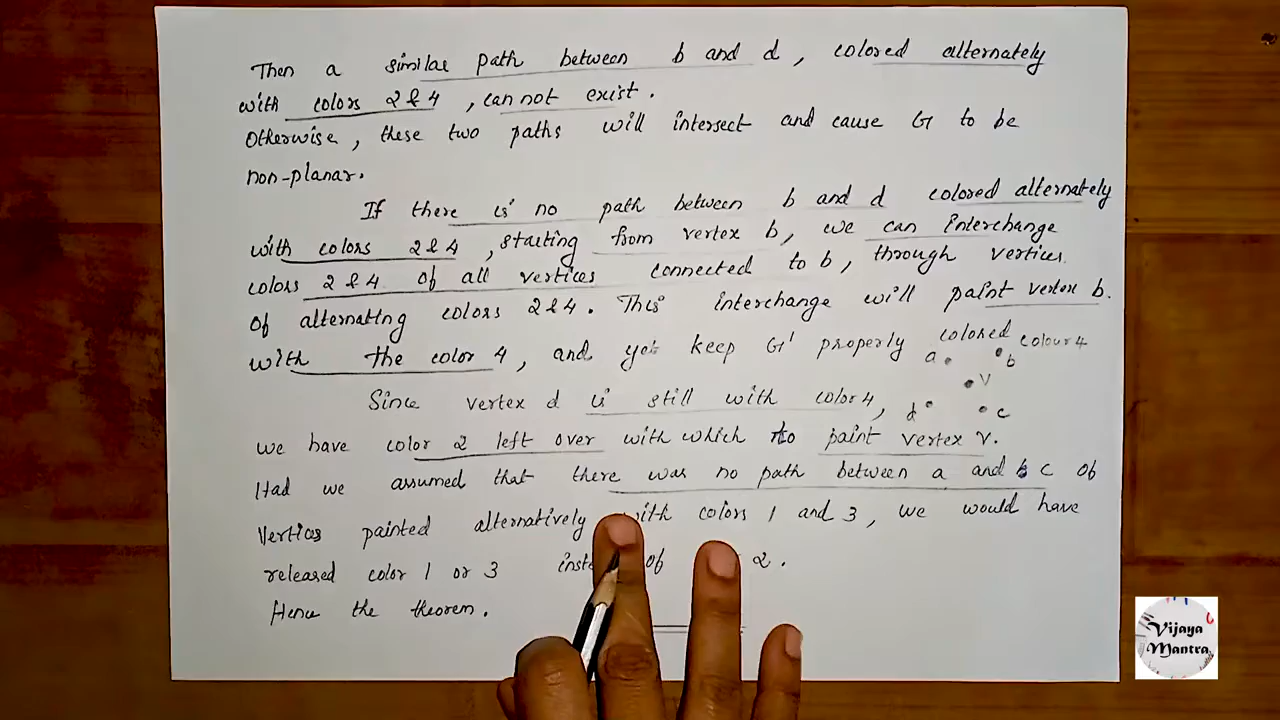 Then a similar path between b and d, colored alternately
with colors 2 & 4, can not exist.
Otherwise, these two paths will intersect and cause G to be
non-planar.
If there is no path between b and d colored alternately
with colors 2 & 4, starting from vertex b, we can interchange
colors 2 & 4 of all vertices connected to b, through vertices
of alternating colors 2 & 4. This interchange will paint vertex b.
with the color 4, and yet keep G' properly colored
colour 4
a b
v
d c
Since vertex d is still with color 4,
we have color 2 left over with which to paint vertex v.
Had we assumed that there was no path between a and c of
vertices painted alternatively with colors 1 and 3, we would have
released color 1 or 3 of 2.
Hence the theorem.
Vijaya
Mantra